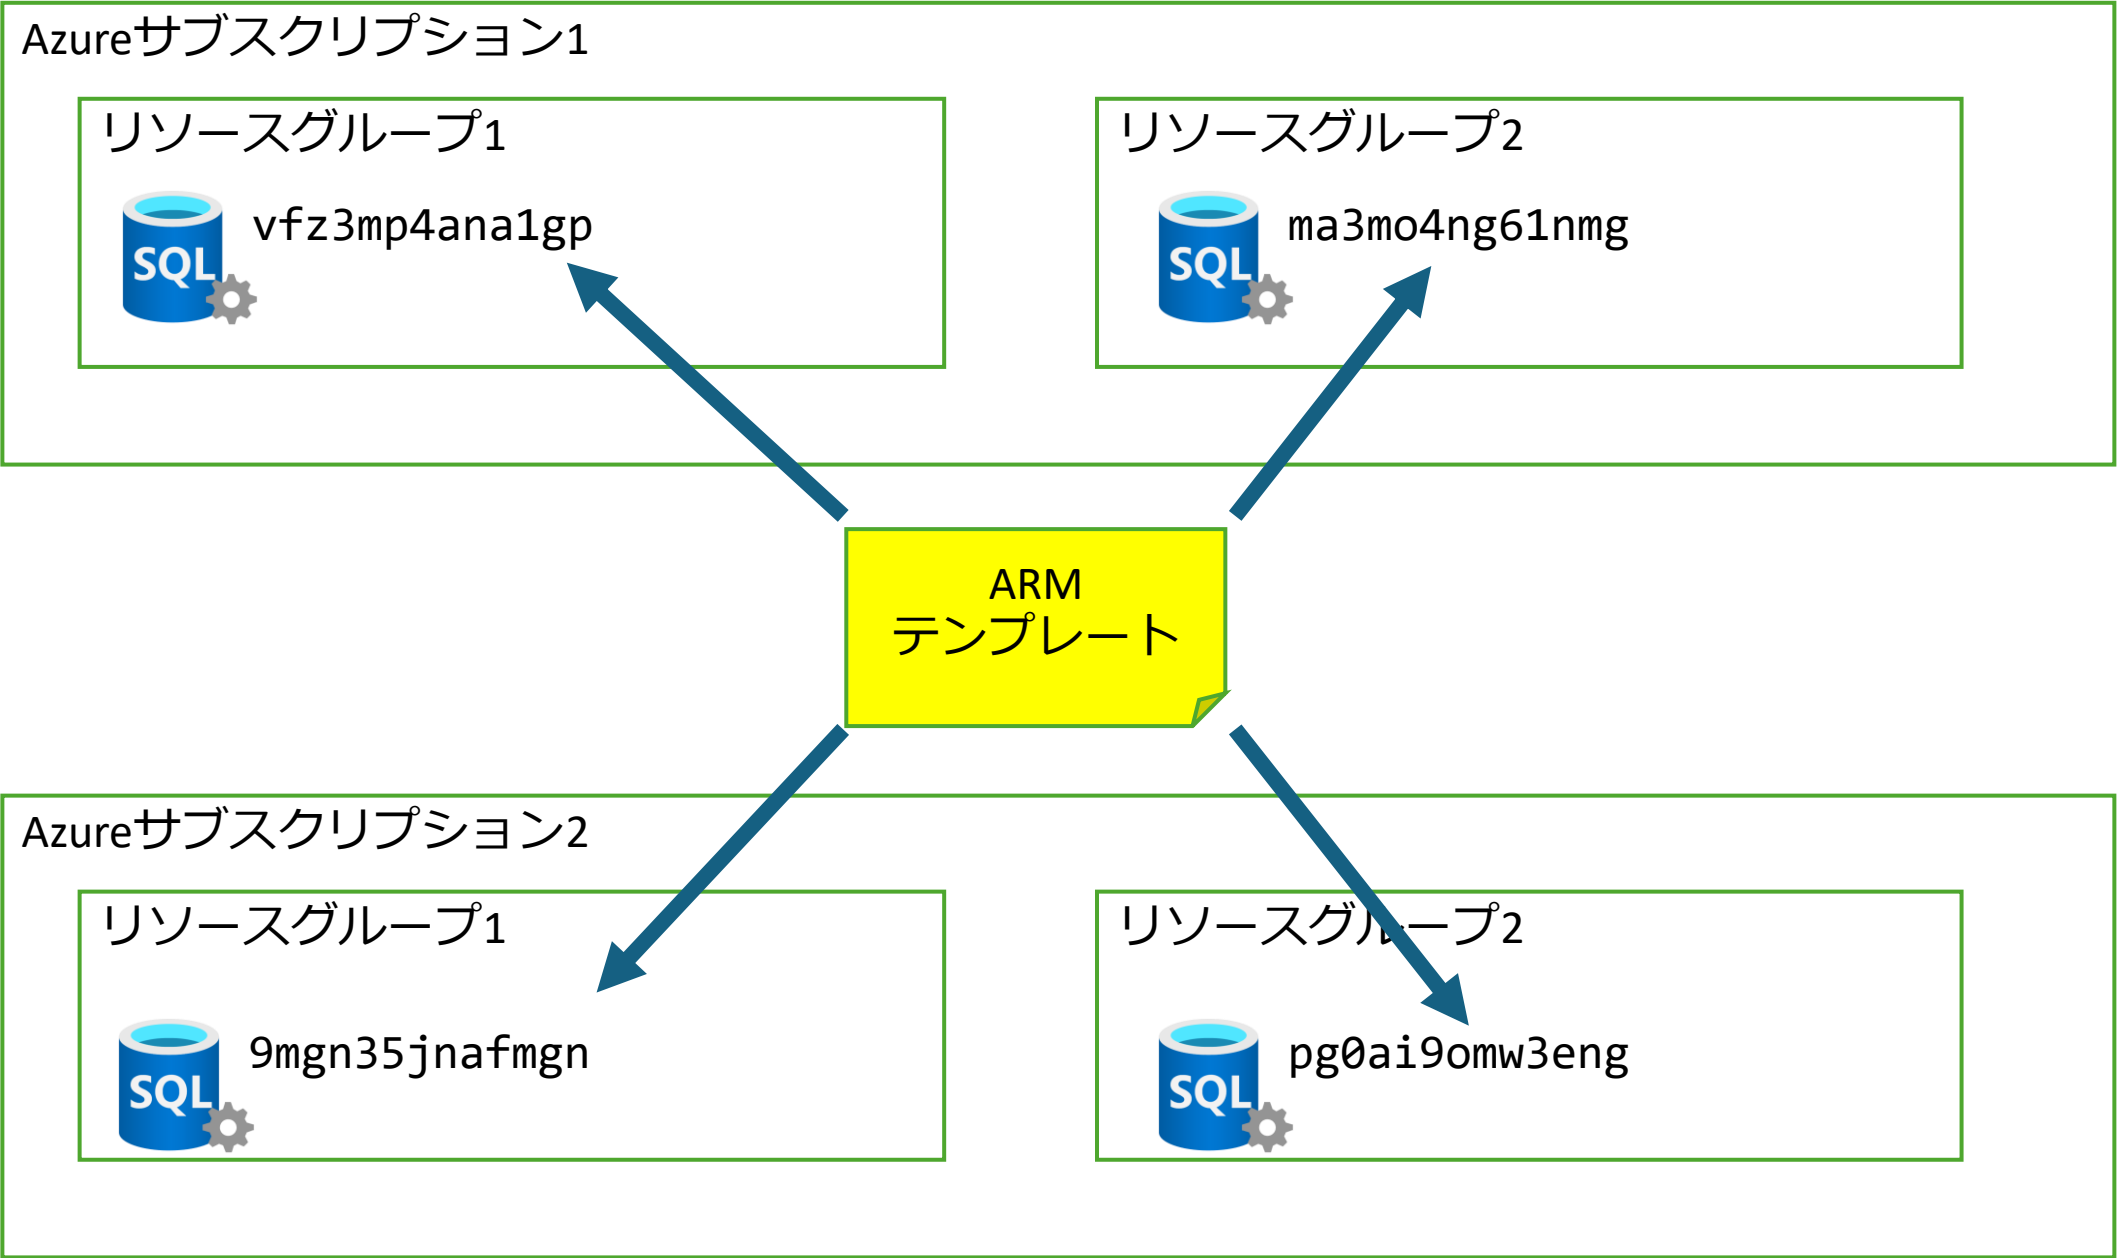 Azureサブスクリプション1
リソースグループ1
リソースグループ2
SQL
vfz3mp4ana1gp
SQL
ma3mo4ng61nmg
ARM
テンプレート
Azureサブスクリプション2
リソースグループ1
リソースグループ2
SQL
9mgn35jnafmgn
SQL
pg0ai9omw3eng